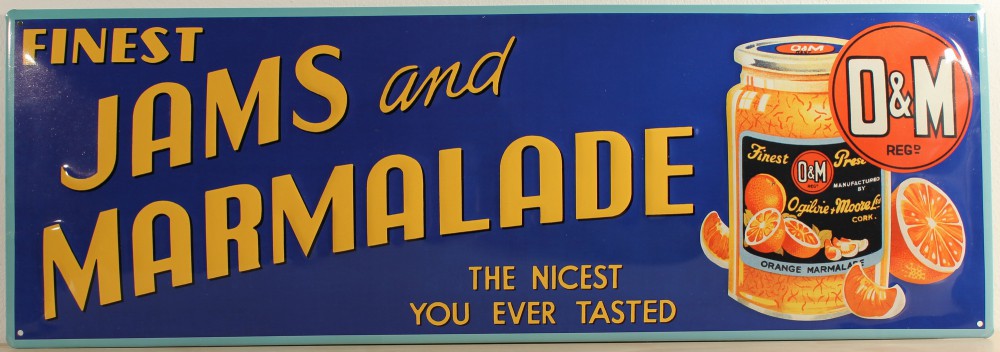 FINEST
JAMS and
MARMALADE
THE NICEST
YOU EVER TASTED
O&M
O&M
REGD
Finest
O&M
REGD
MANUFACTURED
BY
Ogilvie & Moore Ltd
CORK.
ORANGE MARMALADE